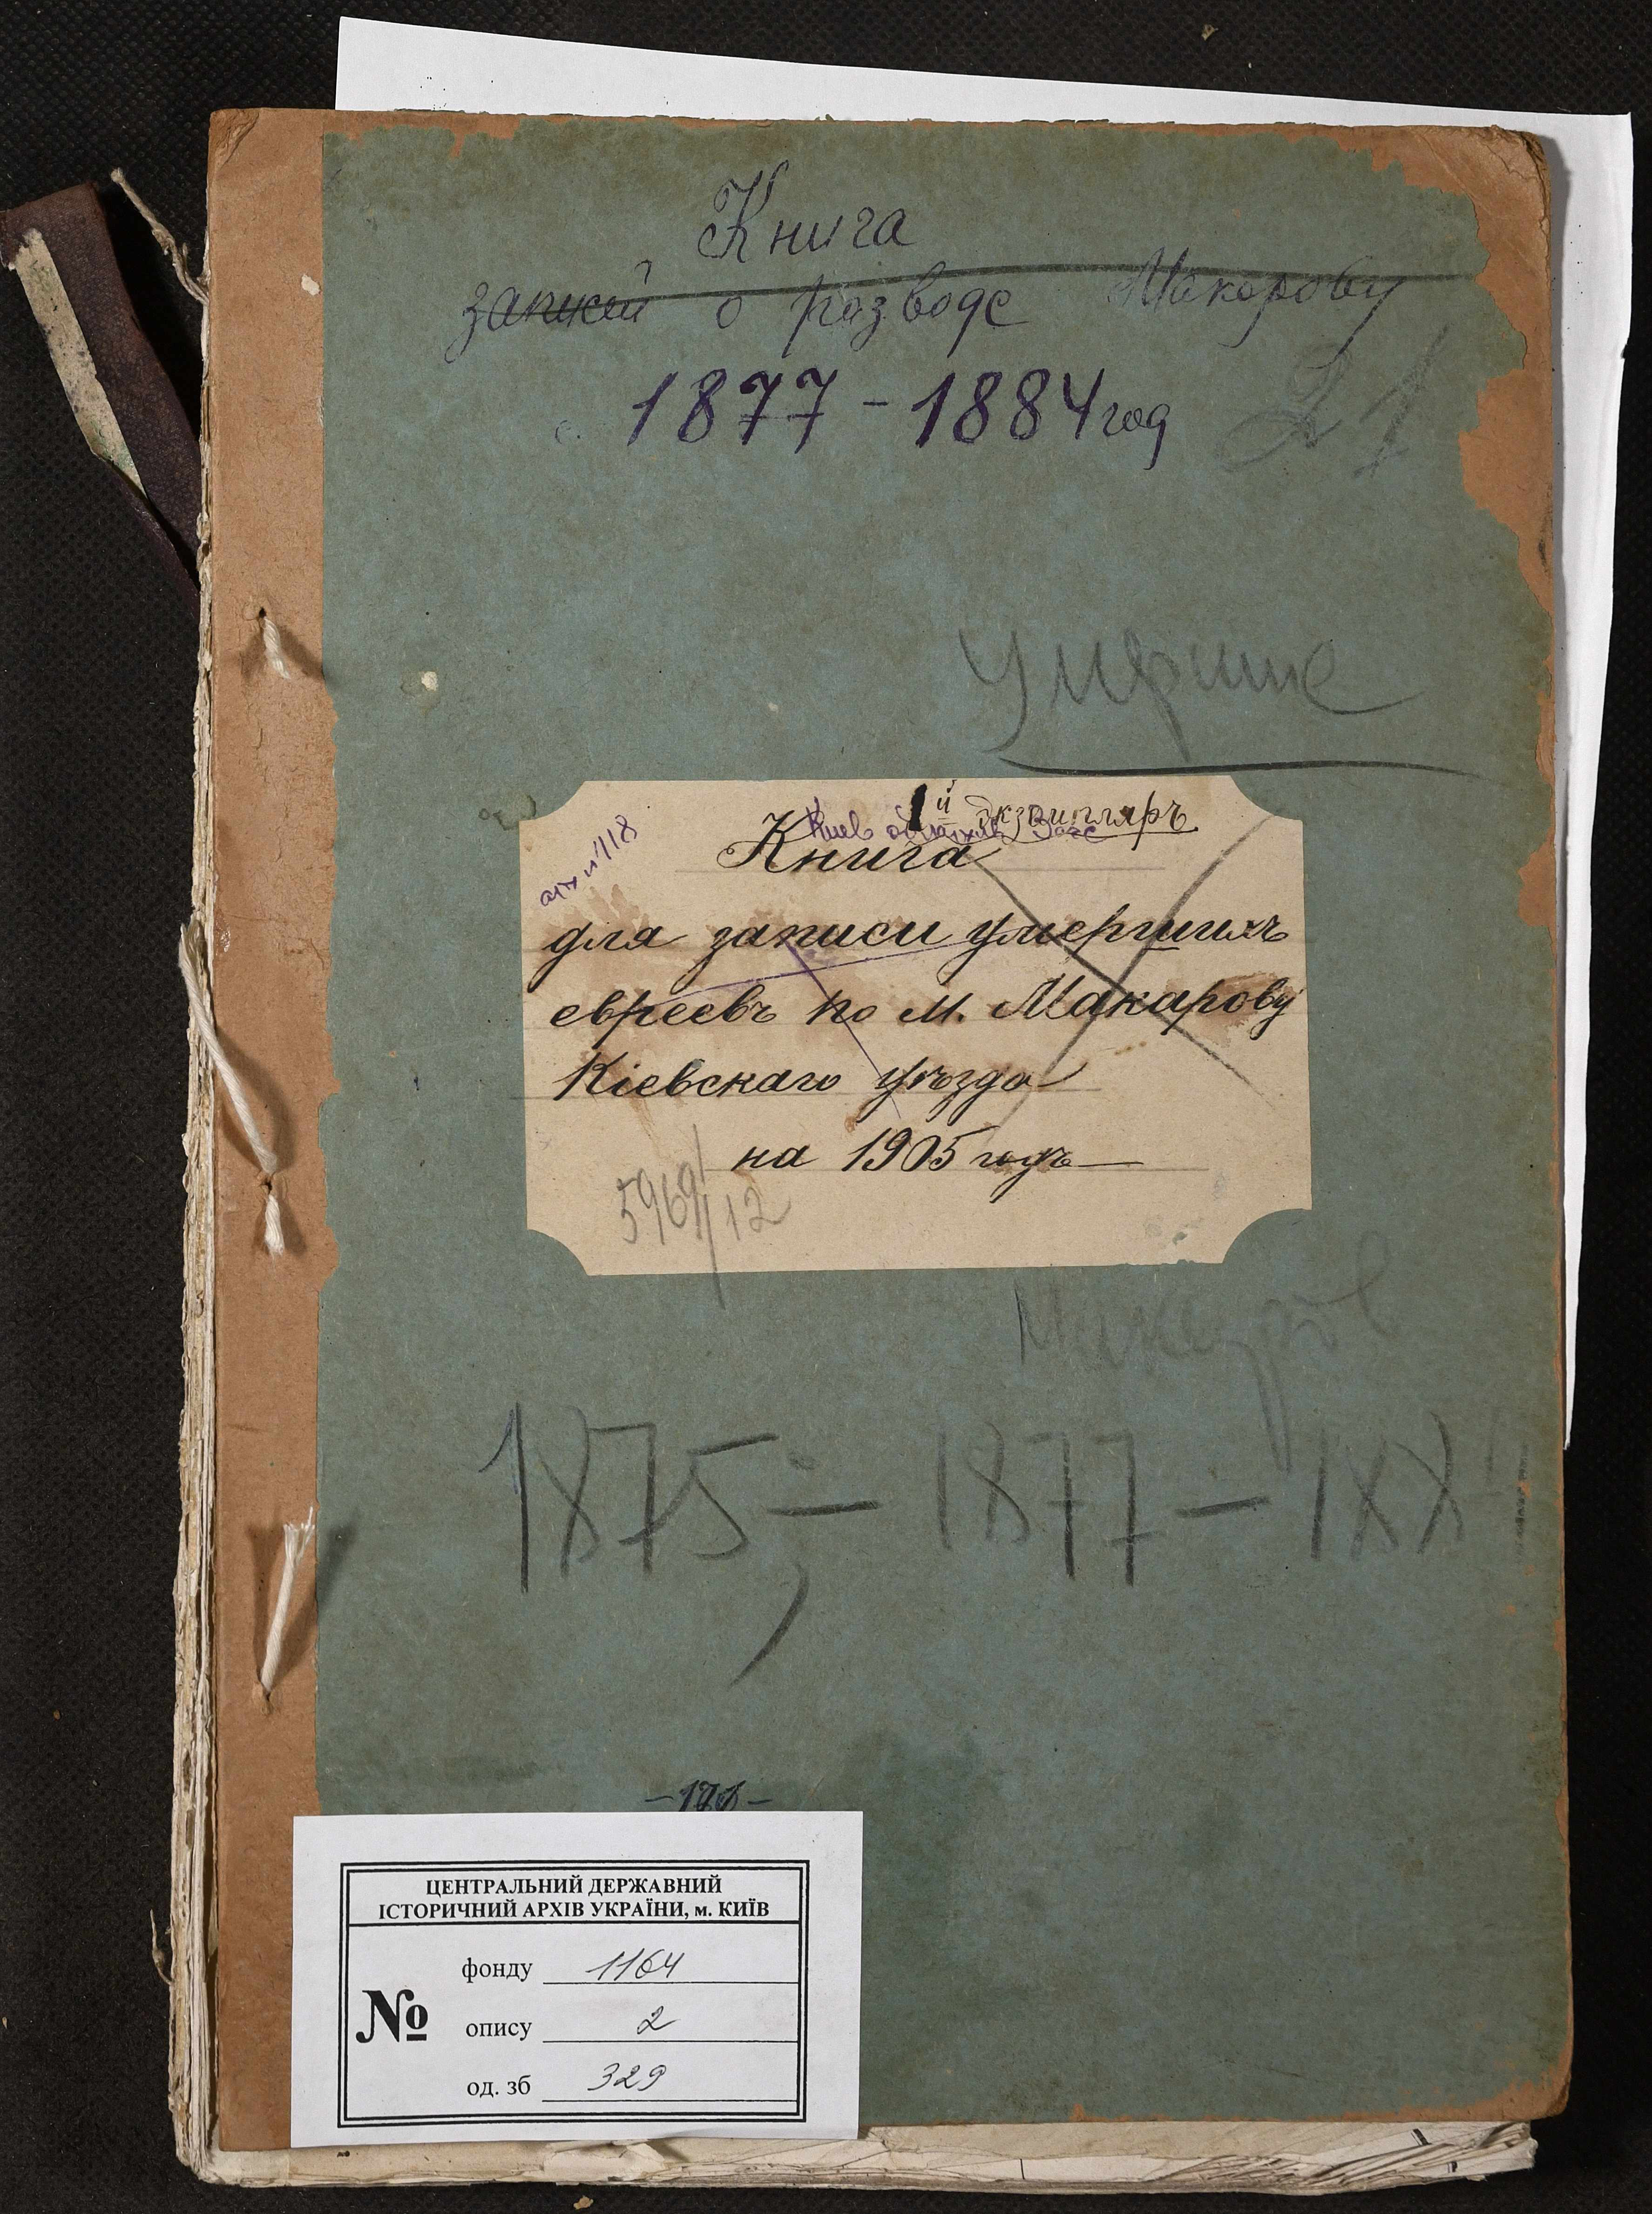 Книга
записей о разводе Макарову
с. 1877 - 1884 год
Умершие
1й Экземпляръ
Книга
для записи умершихъ
евреевъ по М. Макарову
Кіевскаго уѣзда
на 1905 годъ
5969/12
Макаров
1875; - 1877 - 188
ЦЕНТРАЛЬНИЙ ДЕРЖАВНИЙ
ІСТОРИЧНИЙ АРХІВ УКРАЇНИ, м. КИЇВ
№
фонду 1164
опису 2
од. зб 329